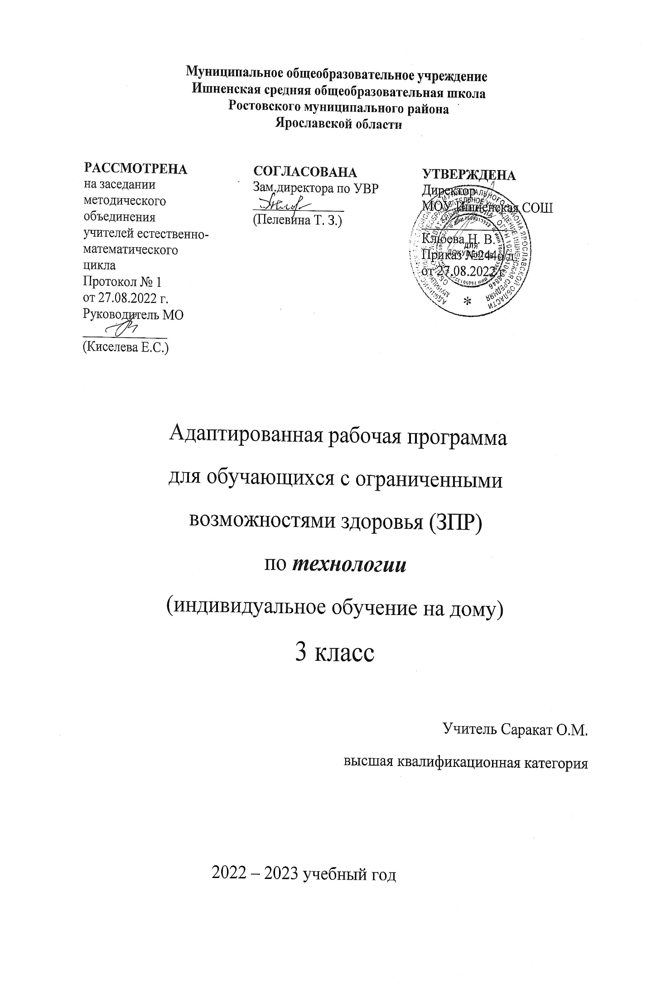 Муниципальное общеобразовательное учреждение
Ишненская средняя общеобразовательная школа
Ростовского муниципального района
Ярославской области
РАССМОТРЕНА
на заседании
методического
объединения
учителей естественно-
математического
цикла
Протокол № 1
от 27.08.2022 г.
Руководитель МО
(Киселева Е.С.)
СОГЛАСОВАНА
Зам.директора по УВР
(Пелевина Т. З.)
УТВЕРЖДЕНА
Директор
МОУ Ишненская СОШ
Клюева Н. В.
Приказ №244о/д
от 27.08.2022 г.
ДЛЯ
ДОКУМЕНТОВ
Адаптированная рабочая программа
для обучающихся с ограниченными
возможностями здоровья (ЗПР)
по технологии
(индивидуальное обучение на дому)
3 класс
Учитель Саракат О.М.
высшая квалификационная категория
2022 – 2023 учебный год